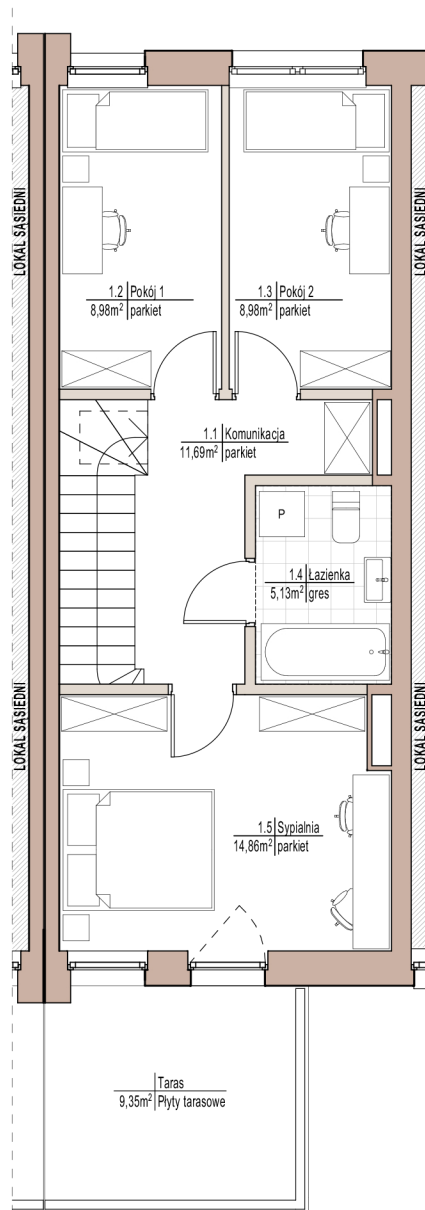 LOKAL SĄSIEDNI
LOKAL SĄSIEDNI
1.2 Pokój 1
8,98m² parkiet
1.3 Pokój 2
8,98m² parkiet
1.1 Komunikacja
11,69m² parkiet
P
1.4 Łazienka
5,13m² gres
LOKAL SĄSIEDNI
LOKAL SĄSIEDNI
1.5 Sypialnia
14,86m² parkiet
Taras
9,35m² Płyty tarasowe